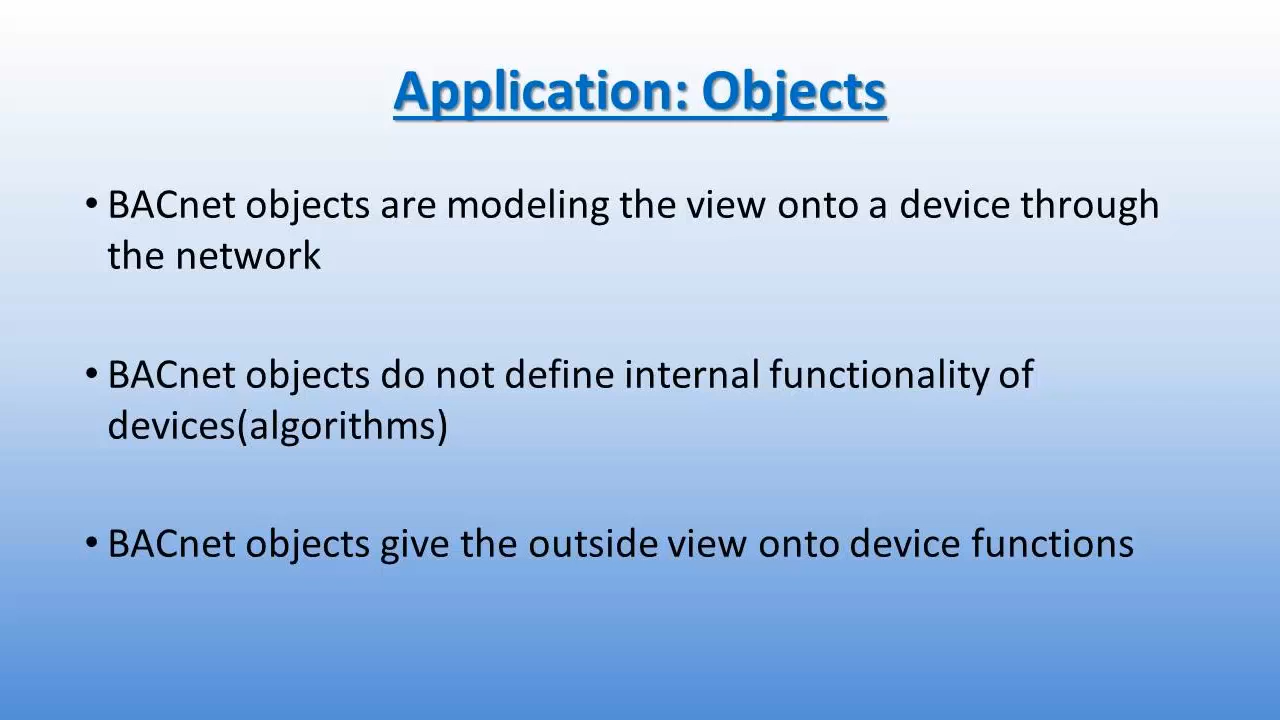 Application: Objects
• BACnet objects are modeling the view onto a device through
the network
• BACnet objects do not define internal functionality of
devices(algorithms)
• BACnet objects give the outside view onto device functions